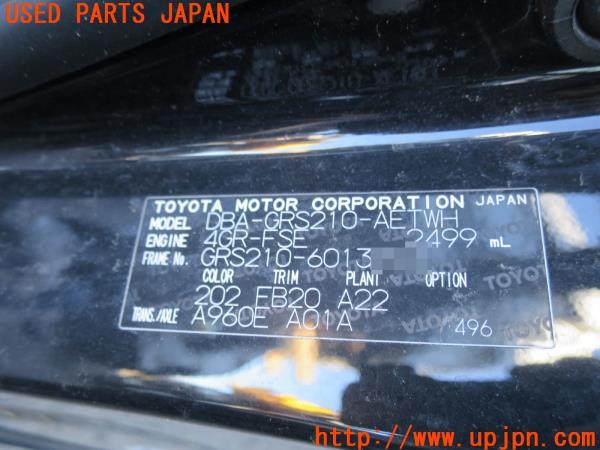 USED PARTS JAPAN
TOYOTA MOTOR CORPORATION JAPAN
MODEL DBA-GRS210-AETWH
ENGINE 4GR-FSE 2499 mL
FRAME No. GRS210-6013
COLOR TRIM PLANT OPTION
202 FB20 A22
TRANS./AXLE A960E A01A
496
http://www.upjpn.com